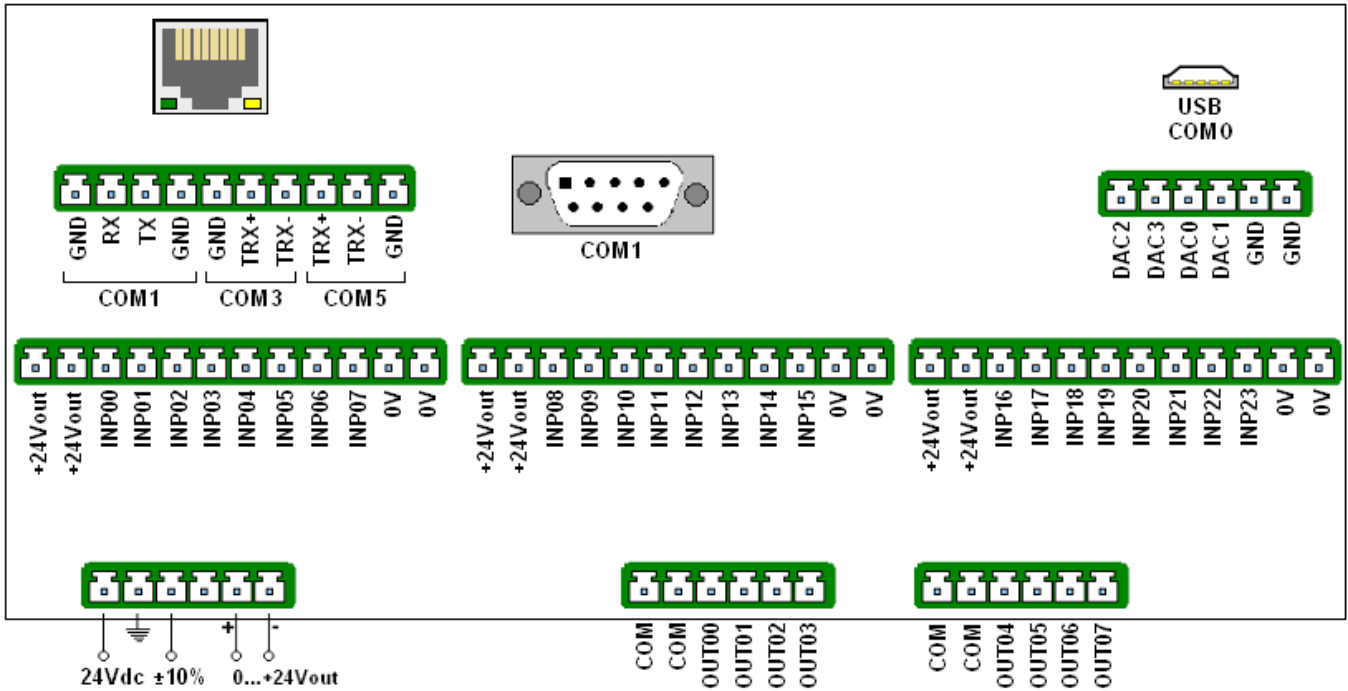 USB
COM0
GND RX TX GND GND TRX+ TRX- TRX+ TRX- GND
COM1 COM3 COM5
COM1
DAC2 DAC3 DAC0 DAC1 GND GND
+24Vout +24Vout INP00 INP01 INP02 INP03 INP04 INP05 INP06 INP07 0V 0V
+24Vout +24Vout INP08 INP09 INP10 INP11 INP12 INP13 INP14 INP15 0V 0V
+24Vout +24Vout INP16 INP17 INP18 INP19 INP20 INP21 INP22 INP23 0V 0V
+ -
24Vdc ±10% 0...+24Vout
COM COM OUT00 OUT01 OUT02 OUT03
COM COM OUT04 OUT05 OUT06 OUT07